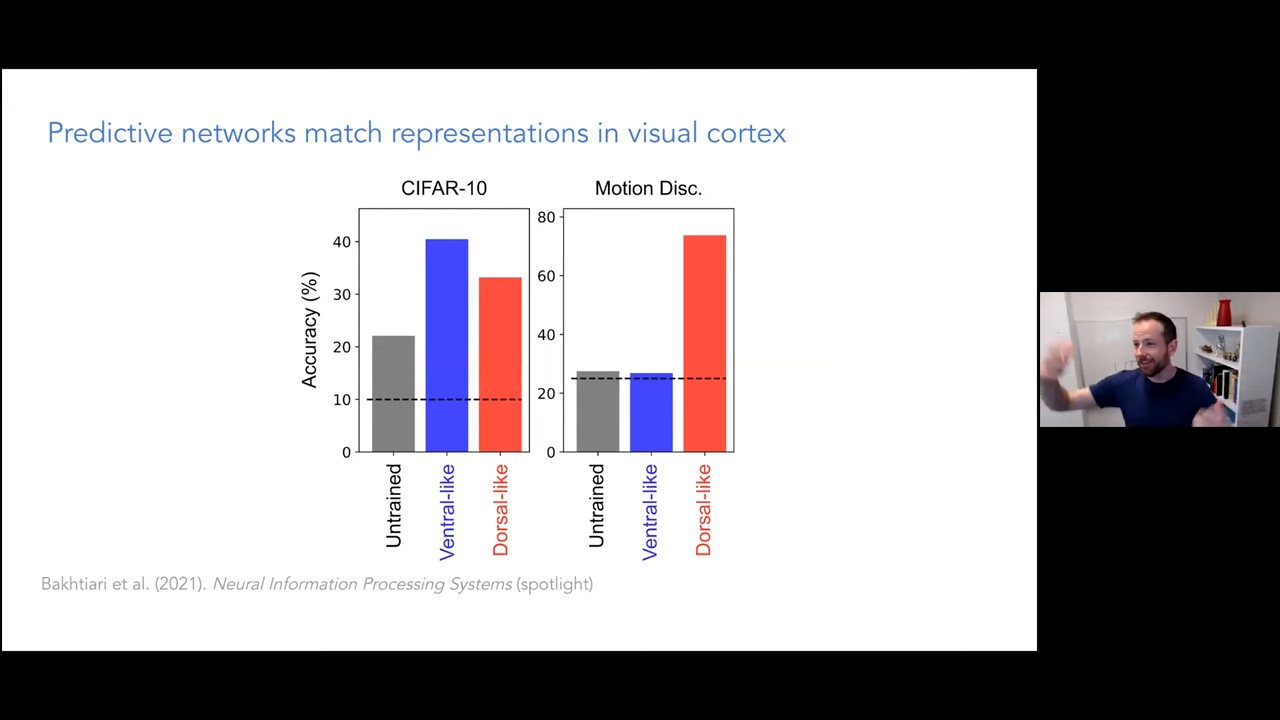 Predictive networks match representations in visual cortex
CIFAR-10
Motion Disc.
Accuracy (%)
40
30
20
10
0
80
60
40
20
0
Untrained
Ventral-like
Dorsal-like
Untrained
Ventral-like
Dorsal-like
Bakhtiari et al. (2021). Neural Information Processing Systems (spotlight)